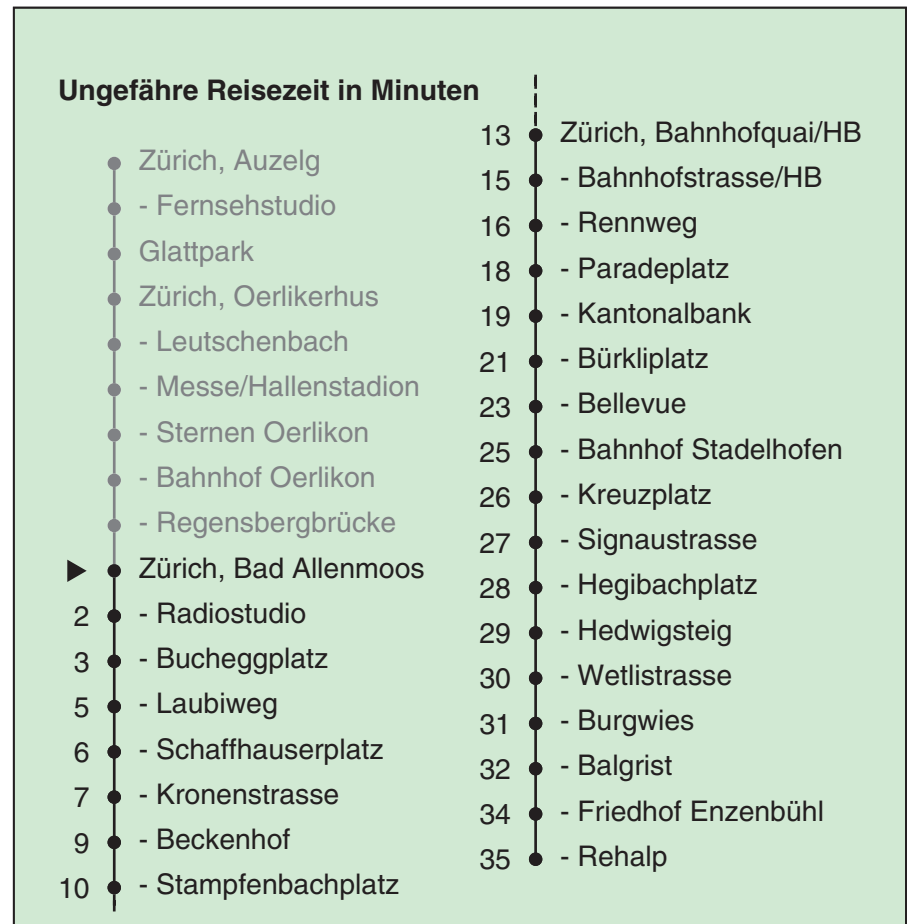 Ungefähre Reisezeit in Minuten
Zürich, Auzelg
- Fernsehstudio
Glattpark
Zürich, Oerlikerhus
- Leutschenbach
- Messe/Hallenstadion
- Sternen Oerlikon
- Bahnhof Oerlikon
- Regensbergbrücke
Zürich, Bad Allenmoos
2 - Radiostudio
3 - Bucheggplatz
5 - Laubiweg
6 - Schaffhauserplatz
7 - Kronenstrasse
9 - Beckenhof
10 - Stampfenbachplatz
13 Zürich, Bahnhofquai/HB
15 - Bahnhofstrasse/HB
16 - Rennweg
18 - Paradeplatz
19 - Kantonalbank
21 - Bürkliplatz
23 - Bellevue
25 - Bahnhof Stadelhofen
26 - Kreuzplatz
27 - Signaustrasse
28 - Hegibachplatz
29 - Hedwigsteig
30 - Wetlistrasse
31 - Burgwies
32 - Balgrist
34 - Friedhof Enzenbühl
35 - Rehalp